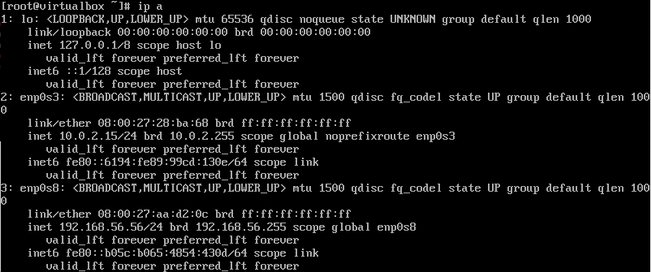 [root@virtualbox ~]# ip a
1: lo: <LOOPBACK,UP,LOWER_UP> mtu 65536 qdisc noqueue state UNKNOWN group default qlen 1000
link/loopback 00:00:00:00:00:00 brd 00:00:00:00:00:00
inet 127.0.0.1/8 scope host lo
valid_lft forever preferred_lft forever
inet6 ::1/128 scope host
valid_lft forever preferred_lft forever
2: enp0s3: <BROADCAST,MULTICAST,UP,LOWER_UP> mtu 1500 qdisc fq_codel state UP group default qlen 100
0
link/ether 08:00:27:28:ba:68 brd ff:ff:ff:ff:ff:ff
inet 10.0.2.15/24 brd 10.0.2.255 scope global noprefixroute enp0s3
valid_lft forever preferred_lft forever
inet6 fe80::6194:fe89:99cd:130e/64 scope link
valid_lft forever preferred_lft forever
3: enp0s8: <BROADCAST,MULTICAST,UP,LOWER_UP> mtu 1500 qdisc fq_codel state UP group default qlen 100
0
link/ether 08:00:27:aa:d2:0c brd ff:ff:ff:ff:ff:ff
inet 192.168.56.56/24 brd 192.168.56.255 scope global enp0s8
valid_lft forever preferred_lft forever
inet6 fe80::b05c:b065:4854:430d/64 scope link
valid_lft forever preferred_lft forever